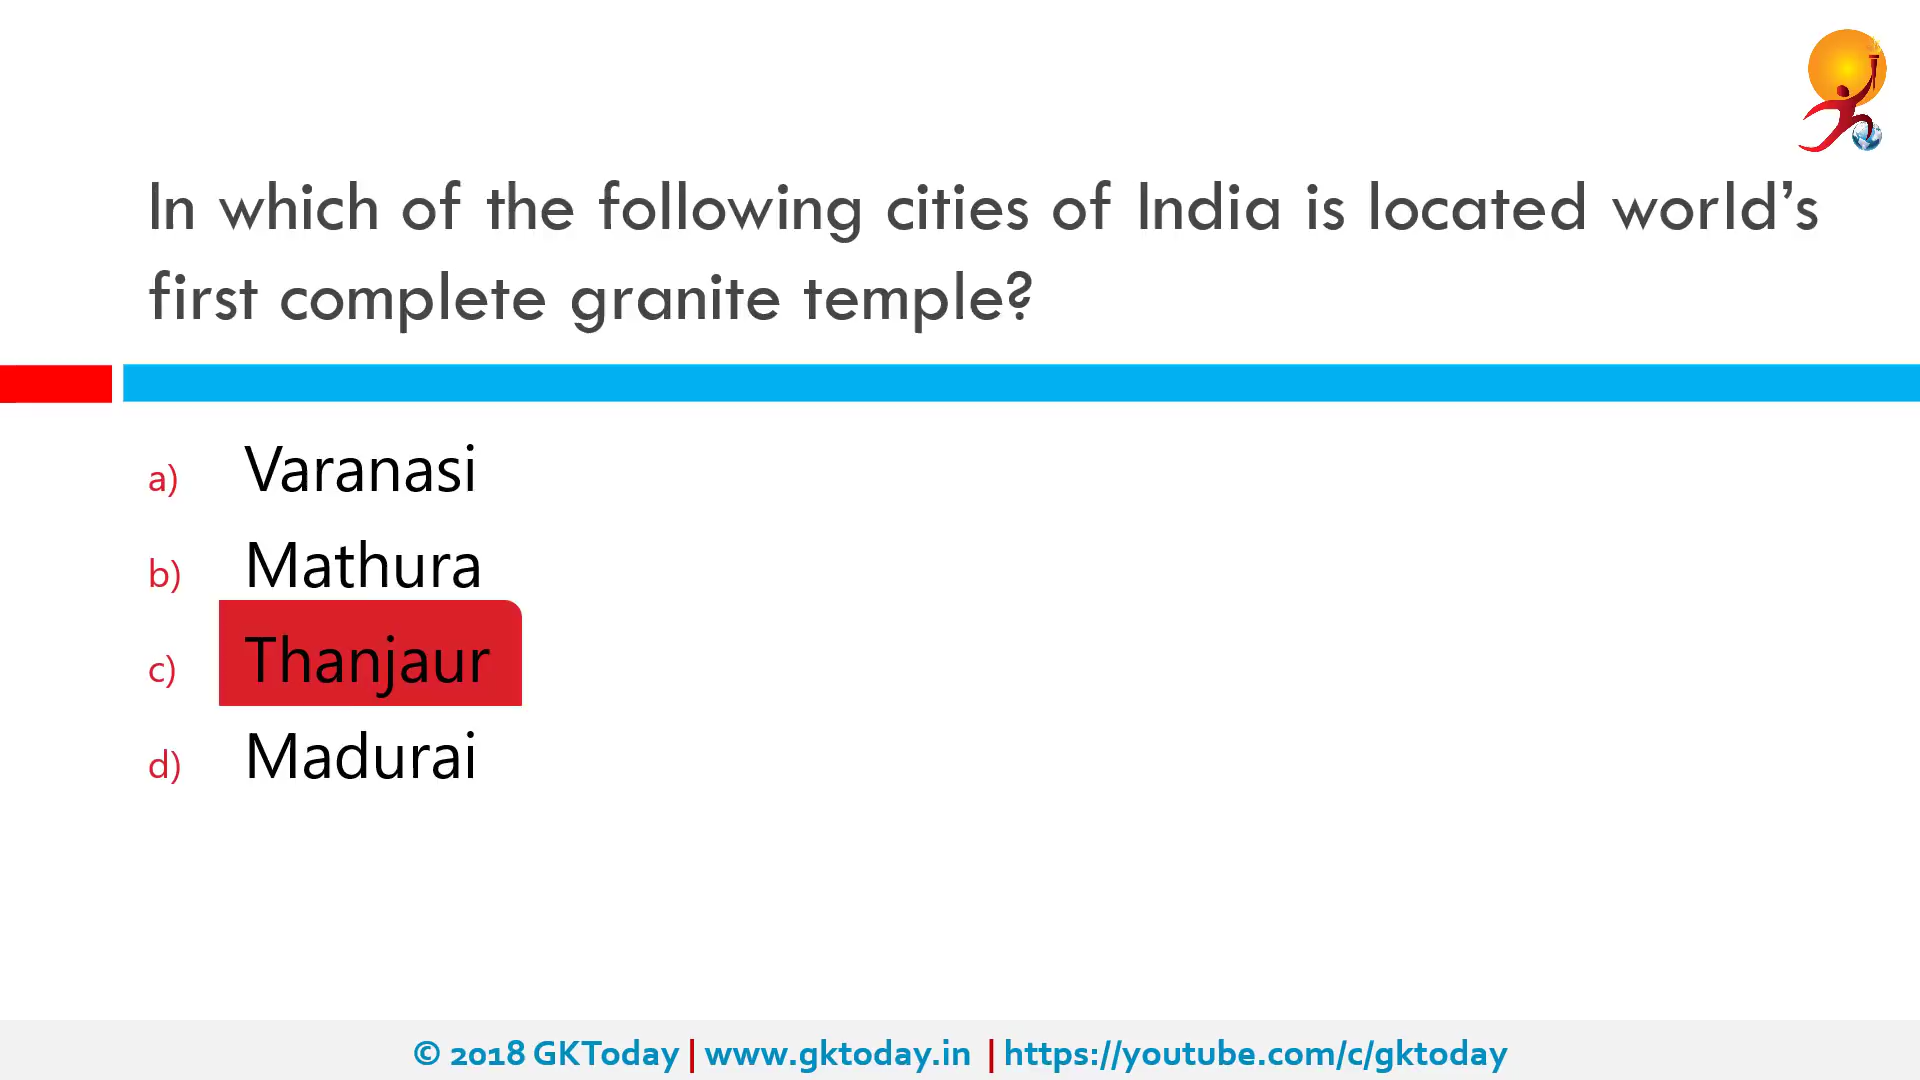 In which of the following cities of India is located world’s
first complete granite temple?
a) Varanasi
b) Mathura
c) Thanjaur
d) Madurai
© 2018 GKToday | www.gktoday.in | https://youtube.com/c/gktoday